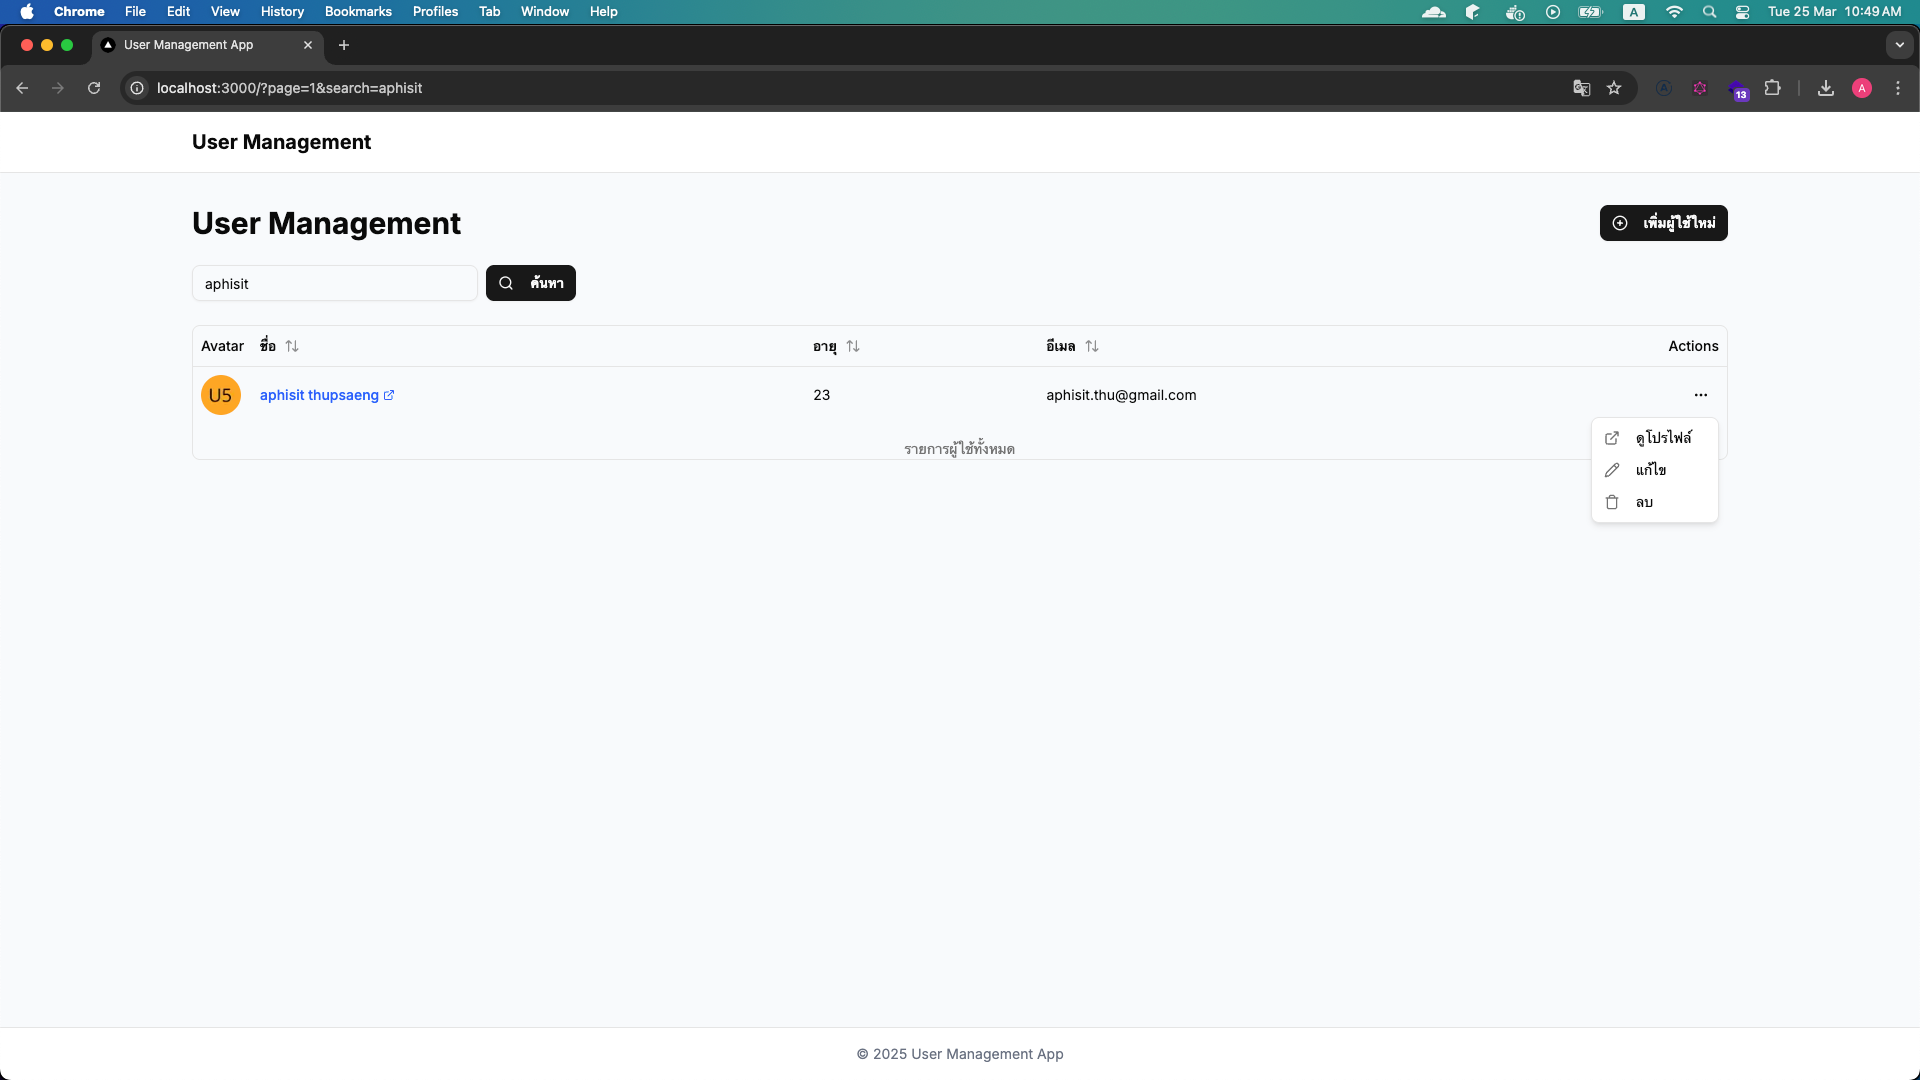 Chrome File Edit View History Bookmarks Profiles Tab Window Help A Tue 25 Mar 10:49 AM
User Management App
localhost:3000/?page=1&search=aphisit 13 A
User Management
User Management
เพิ่มผู้ใช้ใหม่
aphisit ค้นหา
Avatar ชื่อ อายุ อีเมล Actions
U5 aphisit thupsaeng 23 aphisit.thu@gmail.com
รายการผู้ใช้ทั้งหมด
ดูโปรไฟล์
แก้ไข
ลบ
© 2025 User Management App